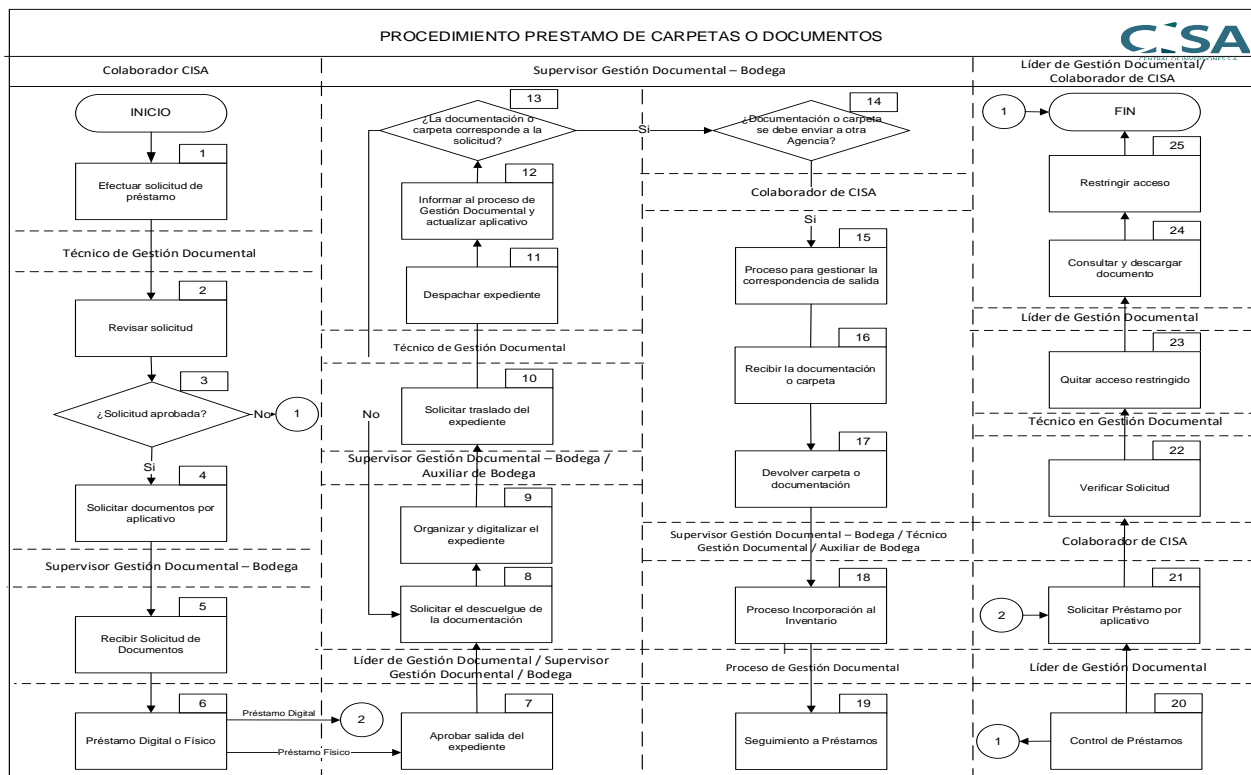 PROCEDIMIENTO PRESTAMO DE CARPETAS O DOCUMENTOS
CISA
CENTRAL DE INVERSIONES S.A.
Colaborador CISA
INICIO
1
Efectuar solicitud de
préstamo
Técnico de Gestión Documental
2
Revisar solicitud
3
¿Solicitud aprobada?
No
1
Si
4
Solicitar documentos por
aplicativo
Supervisor Gestión Documental – Bodega
5
Recibir Solicitud de
Documentos
6
Préstamo Digital o Físico
Préstamo Digital
2
Préstamo Físico
Supervisor Gestión Documental – Bodega
13
¿La documentación o
carpeta corresponde a la
solicitud?
Si
No
12
Informar al proceso de
Gestión Documental y
actualizar aplicativo
11
Despachar expediente
Técnico de Gestión Documental
10
Solicitar traslado del
expediente
Supervisor Gestión Documental – Bodega /
Auxiliar de Bodega
9
Organizar y digitalizar el
expediente
8
Solicitar el descuelgue de
la documentación
Líder de Gestión Documental / Supervisor
Gestión Documental / Bodega
7
Aprobar salida del
expediente
14
¿Documentación o carpeta
se debe enviar a otra
Agencia?
Colaborador de CISA
Si
15
Proceso para gestionar la
correspondencia de salida
16
Recibir la documentación
o carpeta
17
Devolver carpeta o
documentación
Supervisor Gestión Documental – Bodega / Técnico
Gestión Documental / Auxiliar de Bodega
18
Proceso Incorporación al
Inventario
Proceso de Gestión Documental
19
Seguimiento a Préstamos
Líder de Gestión Documental/
Colaborador de CISA
1
FIN
25
Restringir acceso
24
Consultar y descargar
documento
Líder de Gestión Documental
23
Quitar acceso restringido
Técnico en Gestión Documental
22
Verificar Solicitud
Colaborador de CISA
21
2
Solicitar Préstamo por
aplicativo
Líder de Gestión Documental
20
1
Control de Préstamos